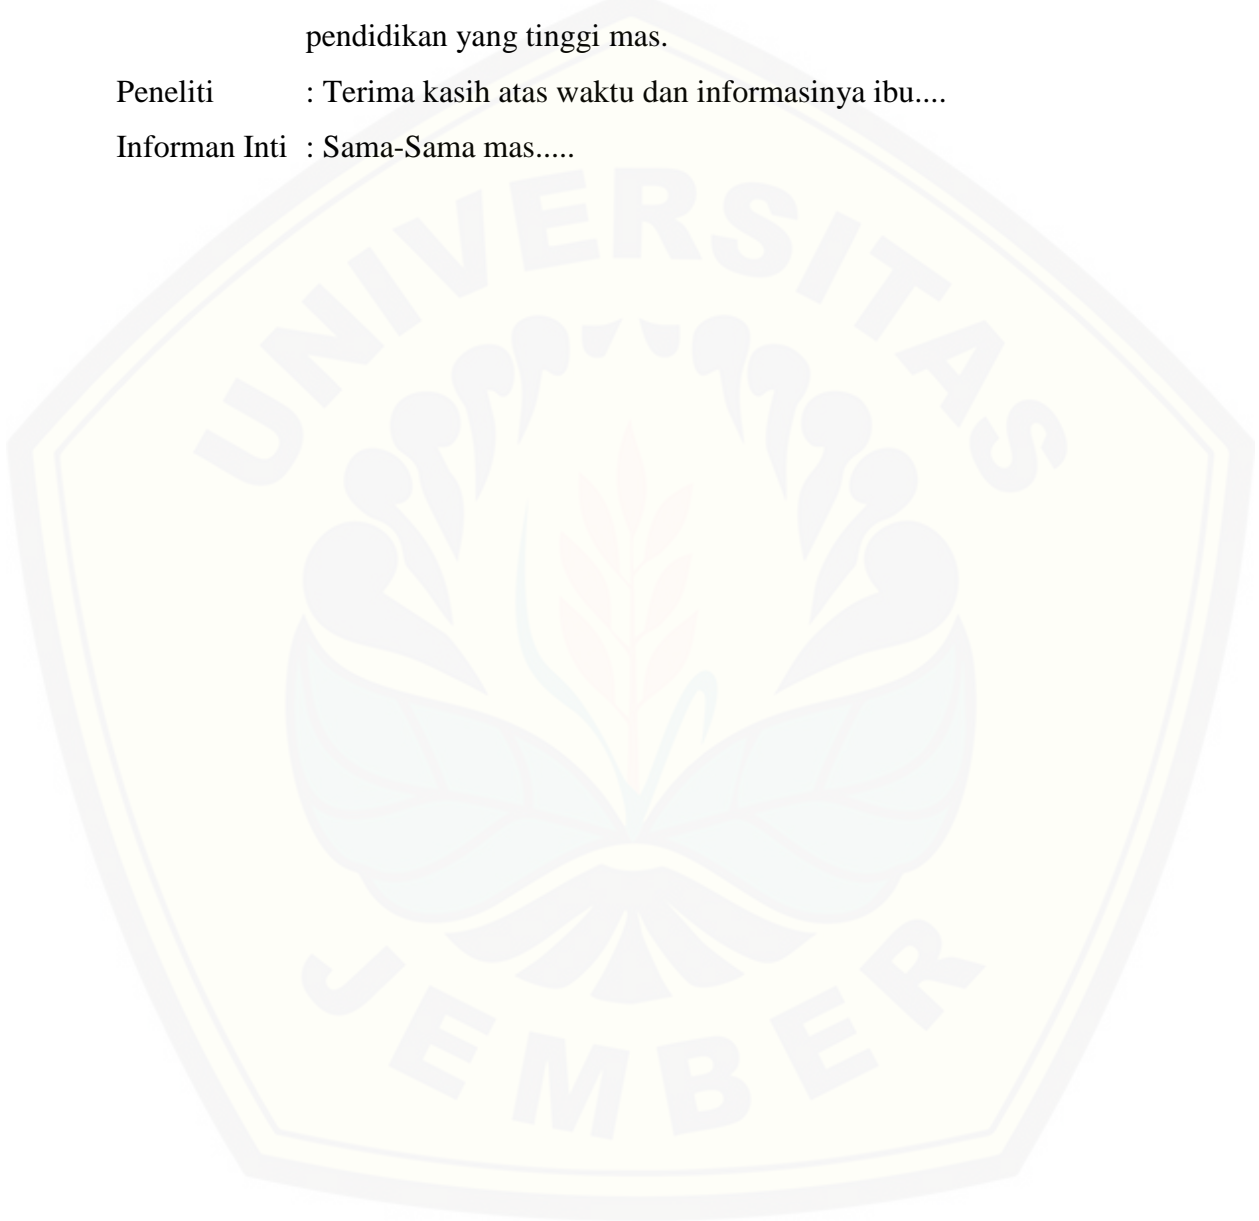 pendidikan yang tinggi mas.
Peneliti : Terima kasih atas waktu dan informasinya ibu....
Informan Inti : Sama-Sama mas.....
UNIVERSITAS
JEMBER